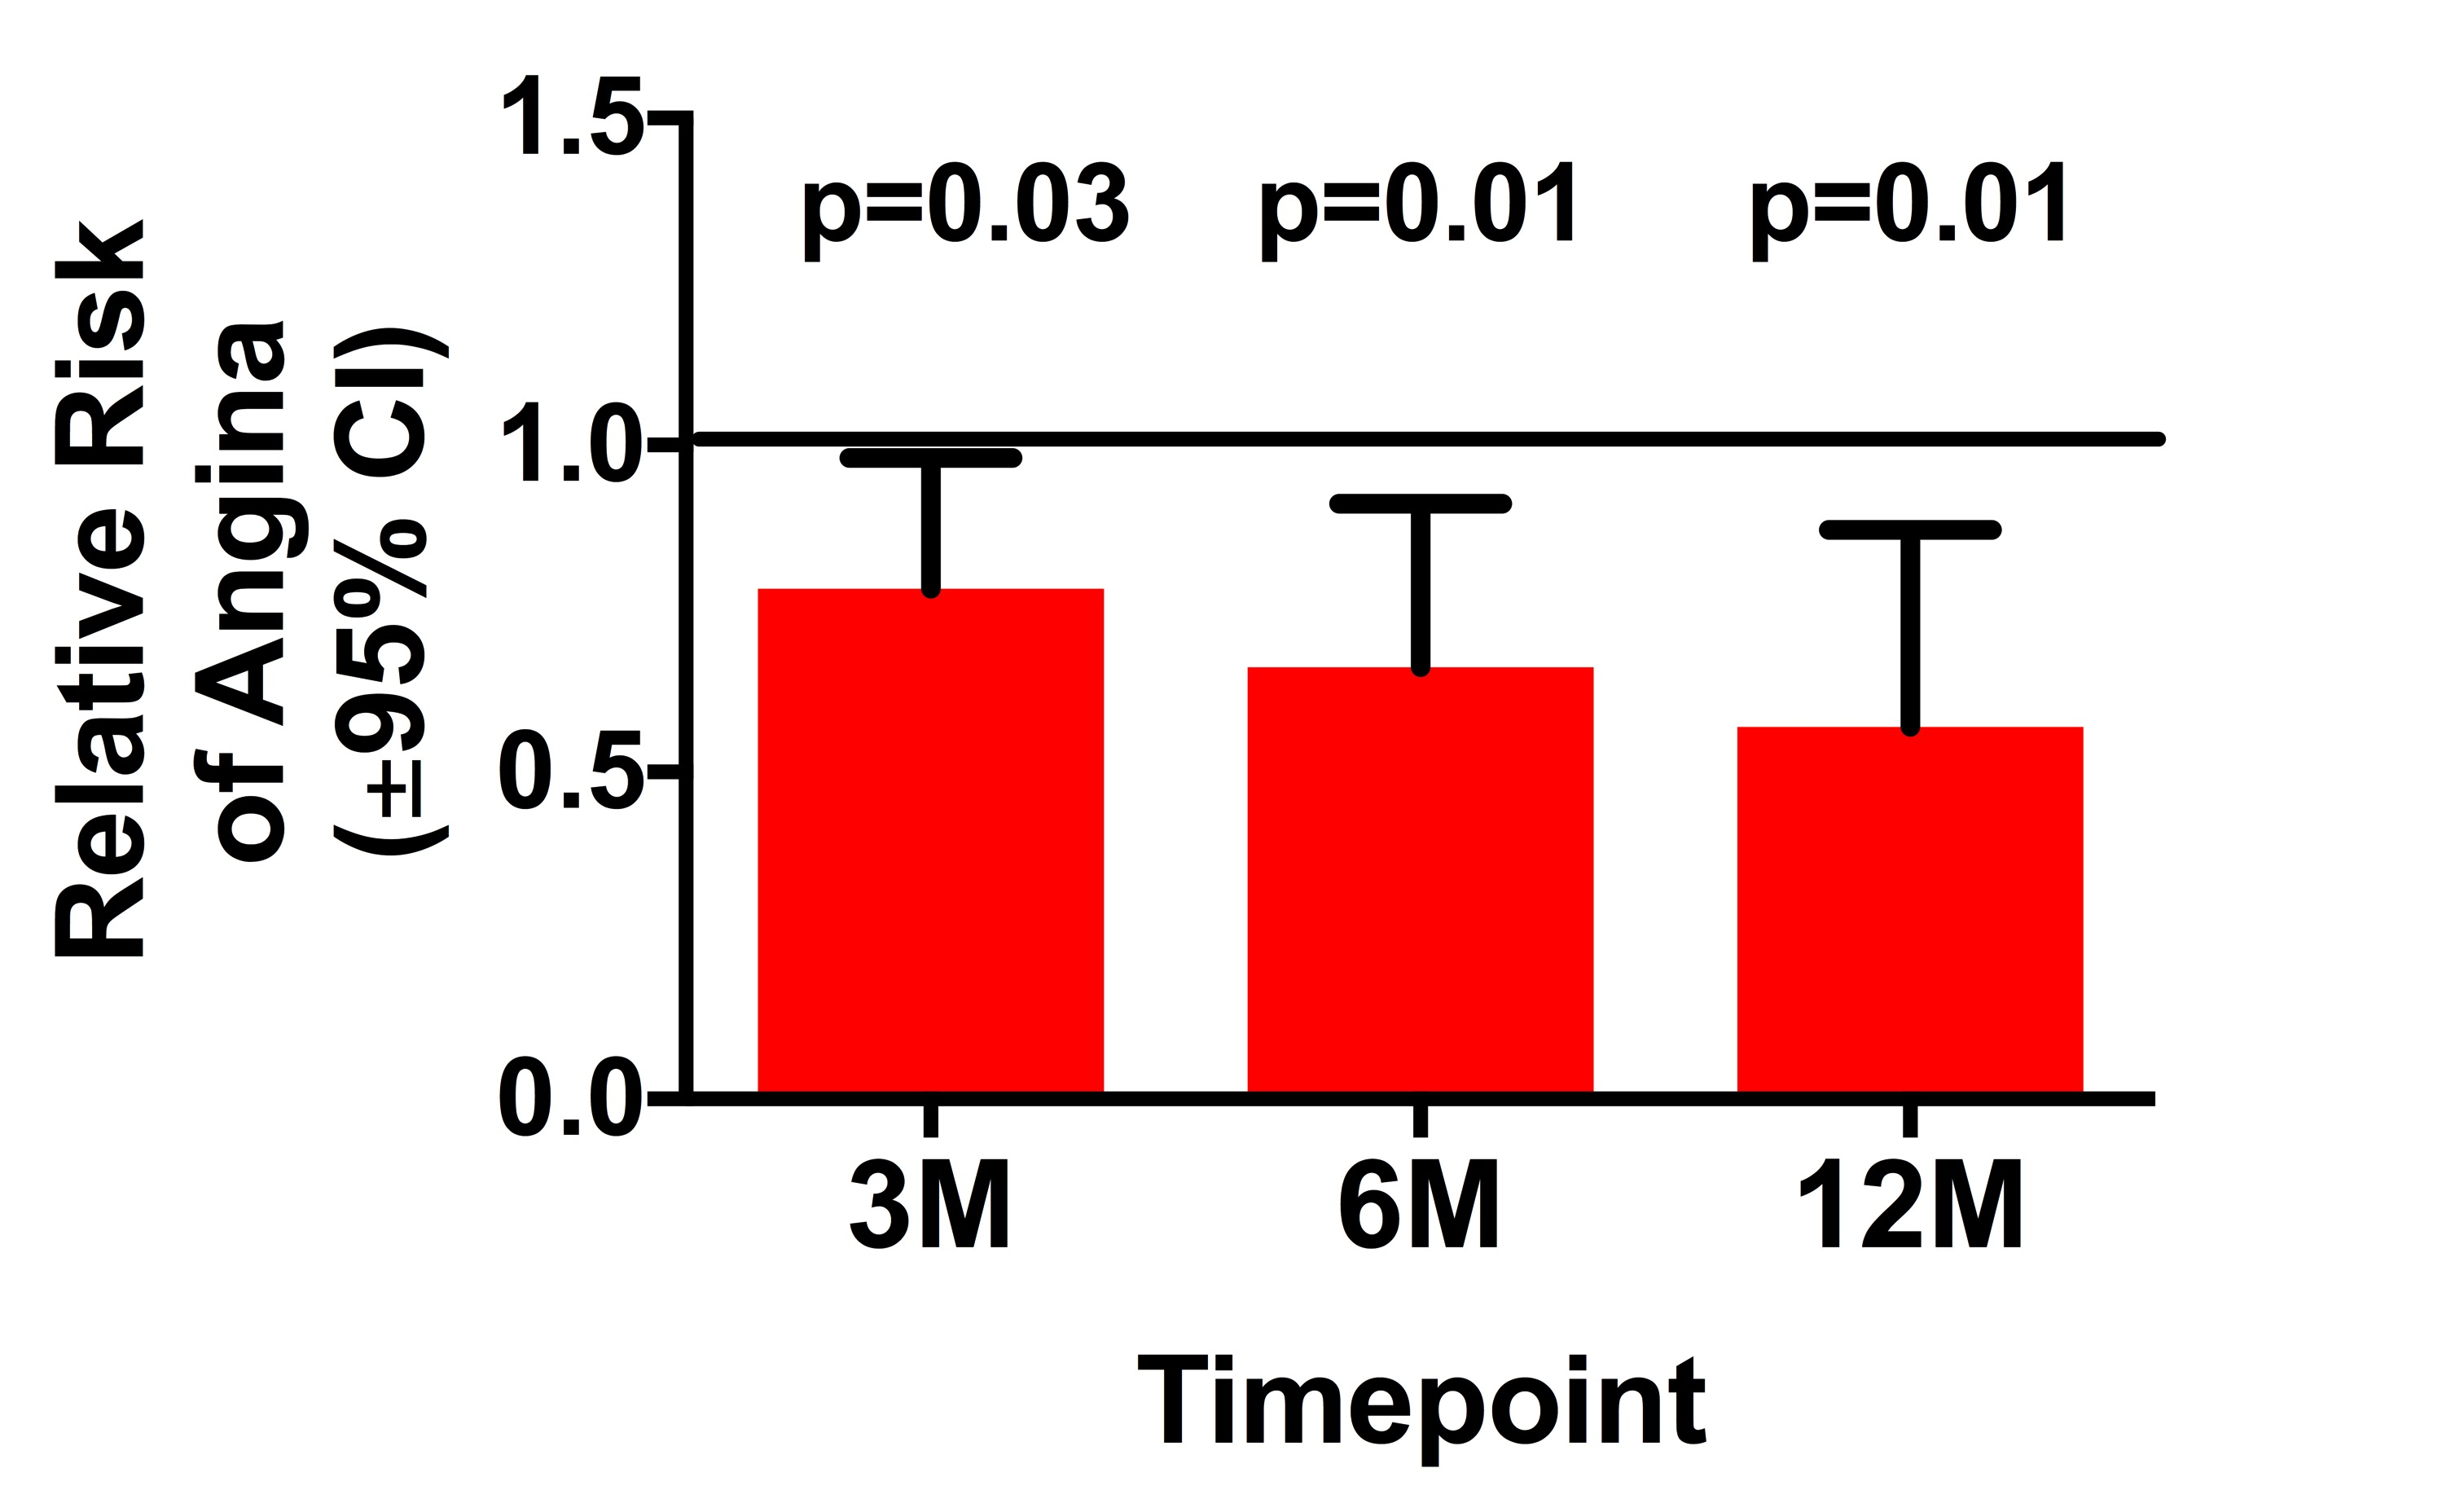 Relative Risk
of Angina
(±95% CI)
1.5
1.0
0.5
0.0
p=0.03 p=0.01 p=0.01
3M 6M 12M
Timepoint